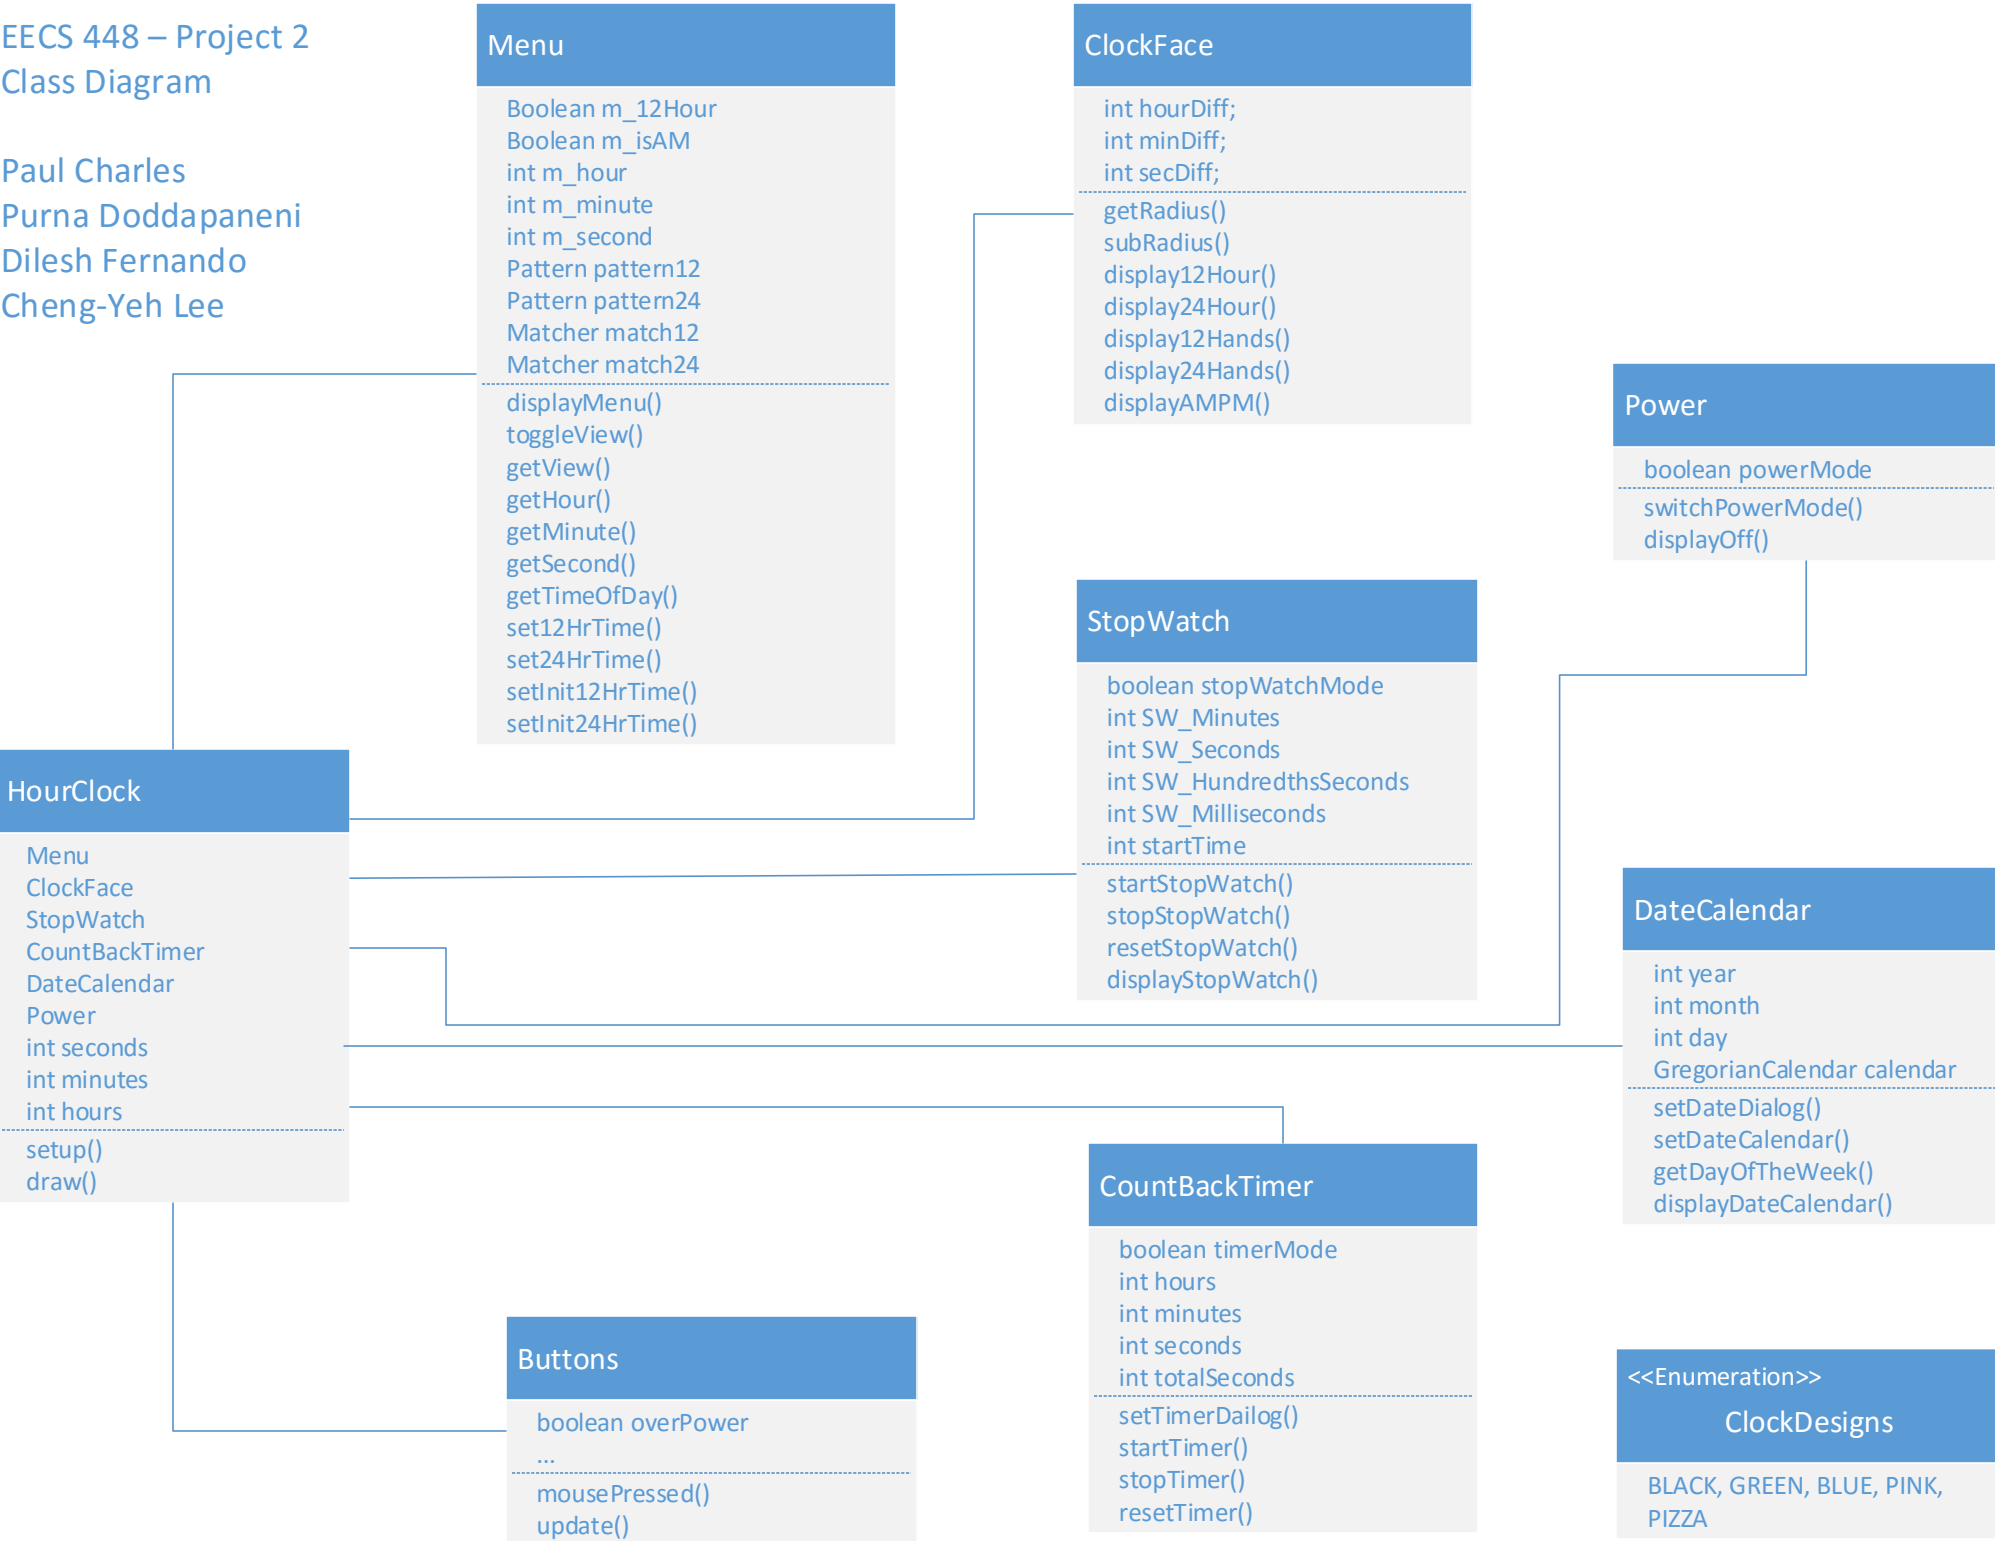 EECS 448 – Project 2
Class Diagram
Paul Charles
Purna Doddapaneni
Dilesh Fernando
Cheng-Yeh Lee
Menu
Boolean m_12Hour
Boolean m_isAM
int m_hour
int m_minute
int m_second
Pattern pattern12
Pattern pattern24
Matcher match12
Matcher match24
displayMenu()
toggleView()
getView()
getHour()
getMinute()
getSecond()
getTimeOfDay()
set12HrTime()
set24HrTime()
setInit12HrTime()
setInit24HrTime()
ClockFace
int hourDiff;
int minDiff;
int secDiff;
getRadius()
subRadius()
display12Hour()
display24Hour()
display12Hands()
display24Hands()
displayAMPM()
Power
boolean powerMode
switchPowerMode()
displayOff()
StopWatch
boolean stopWatchMode
int SW_Minutes
int SW_Seconds
int SW_HundredthsSeconds
int SW_Milliseconds
int startTime
startStopWatch()
stopStopWatch()
resetStopWatch()
displayStopWatch()
HourClock
Menu
ClockFace
StopWatch
CountBackTimer
DateCalendar
Power
int seconds
int minutes
int hours
setup()
draw()
DateCalendar
int year
int month
int day
GregorianCalendar calendar
setDateDialog()
setDateCalendar()
getDayOfTheWeek()
displayDateCalendar()
CountBackTimer
boolean timerMode
int hours
int minutes
int seconds
int totalSeconds
setTimerDailog()
startTimer()
stopTimer()
resetTimer()
Buttons
boolean overPower
...
mousePressed()
update()
<<Enumeration>>
ClockDesigns
BLACK, GREEN, BLUE, PINK,
PIZZA